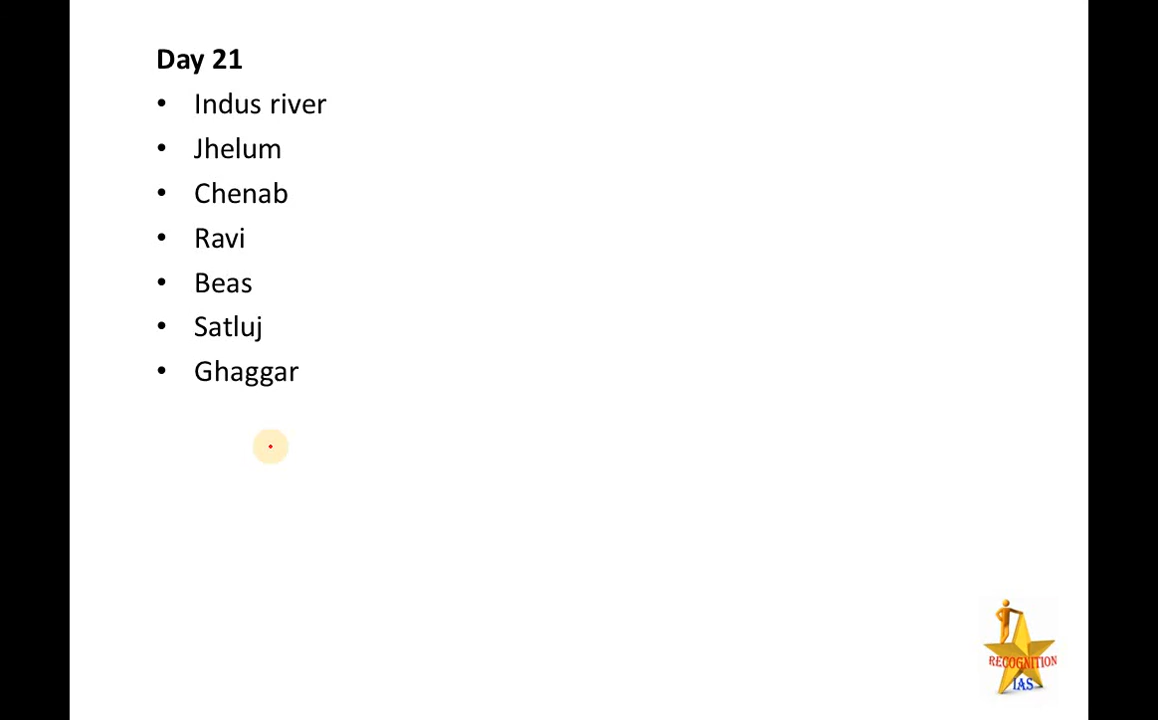 Day 21
• Indus river
• Jhelum
• Chenab
• Ravi
• Beas
• Satluj
• Ghaggar
RECOGNITION
IAS